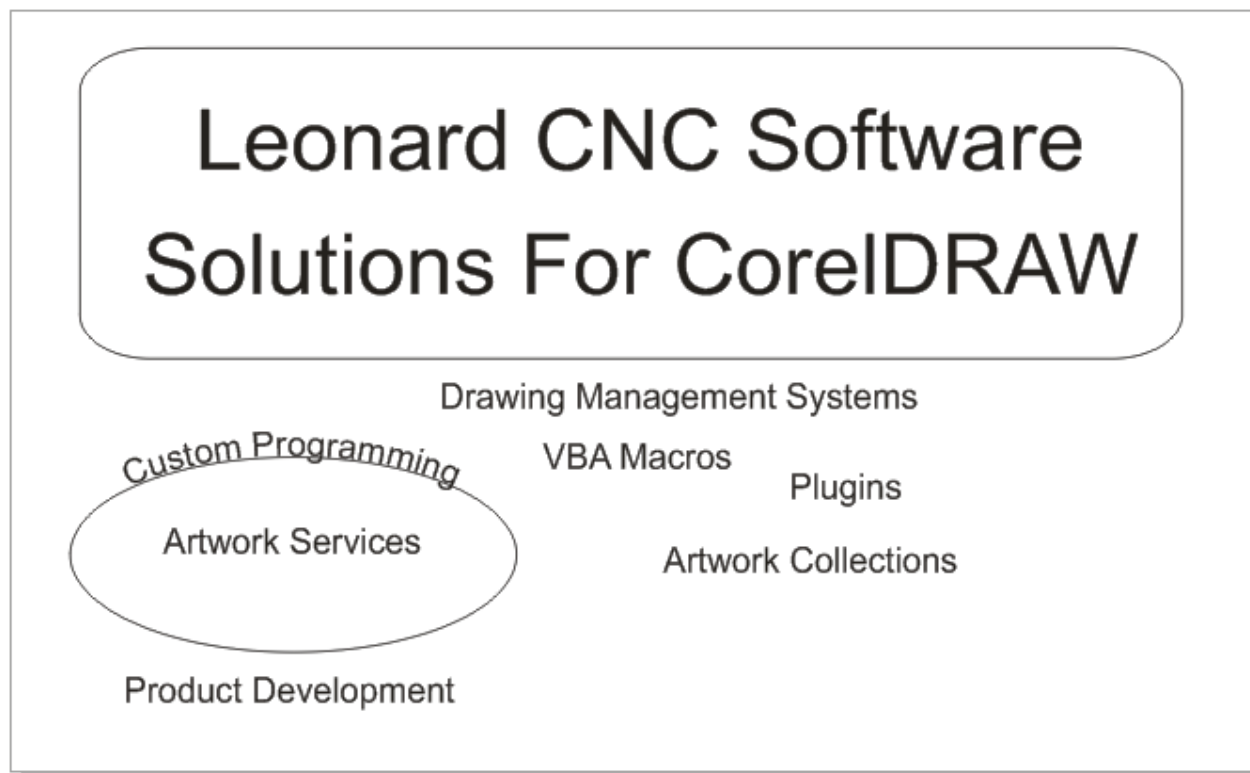 Leonard CNC Software
Solutions For CorelDRAW
Drawing Management Systems
Custom Programming
VBA Macros
Plugins
Artwork Services
Artwork Collections
Product Development